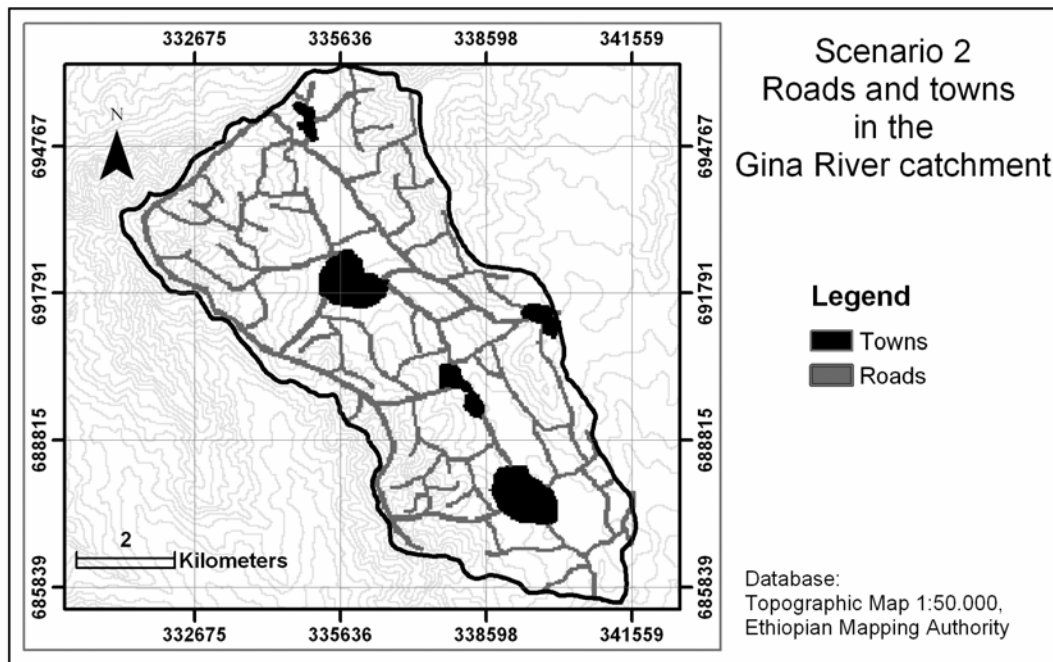 332675 335636 338598 341559
Scenario 2
Roads and towns
in the
Gina River catchment
N
694767 694767
691791 691791
688815 688815
685839 685839
Legend
Towns
Roads
2
Kilometers
332675 335636 338598 341559
Database:
Topographic Map 1:50.000,
Ethiopian Mapping Authority